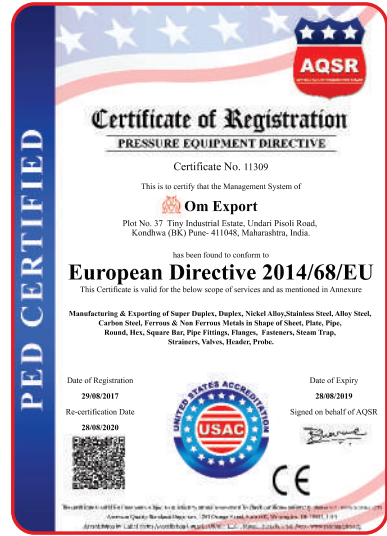 AQSR
Certificate of Registration
PRESSURE EQUIPMENT DIRECTIVE
Certificate No. 11309
This is to certify that the Management System of
Om Export
Plot No. 37 Tiny Industrial Estate, Undari Pisoli Road,
Kondhwa (BK) Pune- 411048, Maharashtra, India.
has been found to conform to
European Directive 2014/68/EU
This Certificate is valid for the below scope of services and as mentioned in Annexure
Manufacturing & Exporting of Super Duplex, Duplex, Nickel Alloy,Stainless Steel, Alloy Steel,
Carbon Steel, Ferrous & Non Ferrous Metals in Shape of Sheet, Plate, Pipe,
Round, Hex, Square Bar, Pipe Fittings, Flanges, Fasteners, Steam Trap,
Strainers, Valves, Header, Probe.
PED CERTIFIED
Date of Registration
29/08/2017
Re-certification Date
28/08/2020
UNITED STATES ACCREDITATION
USAC
Date of Expiry
28/08/2019
Signed on behalf of AQSR
CE